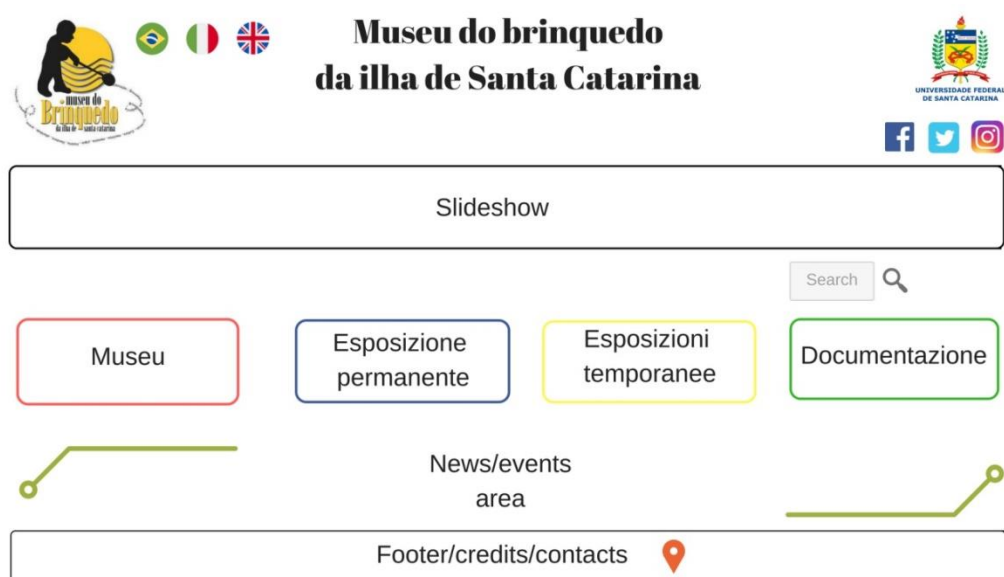 Museu do brinquedo
da ilha de Santa Catarina
museu do
Brinquedo
da ilha de santa catarina
UNIVERSIDADE FEDERAL
DE SANTA CATARINA
Slideshow
Search
Museu
Esposizione
permanente
Esposizioni
temporanee
Documentazione
News/events
area
Footer/credits/contacts